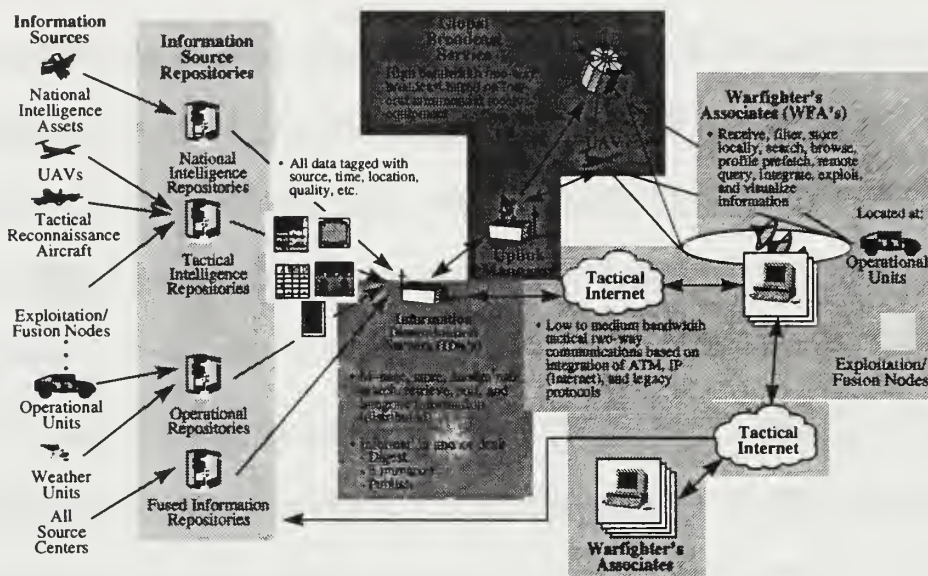 Information
Sources
National
Intelligence
Assets
UAVs
Tactical
Reconnaissance
Aircraft
Exploitation/
Fusion Nodes
Operational
Units
Weather
Units
All
Source
Centers
Information
Source
Repositories
National
Intelligence
Repositories
Tactical
Intelligence
Repositories
Operational
Repositories
Fused Information
Repositories
• All data tagged with
source, time, location,
quality, etc.
Global
Broadcast
Service
• High bandwidth
UAV
Uplink
Manager
Information
• Information
- Digest
- Publish
Tactical
Internet
• Low to medium bandwidth
tactical two-way
communications based on
integration of ATM, IP
(Internet), and legacy
protocols
Warfighter's
Associates (WFA's)
• Receive, filter, store
locally, search, browse,
profile prefetch, remote
query, integrate, exploit,
and visualize
information
Located at:
Operational
Units
Exploitation/
Fusion Nodes
Tactical
Internet
Warfighter's
Associates